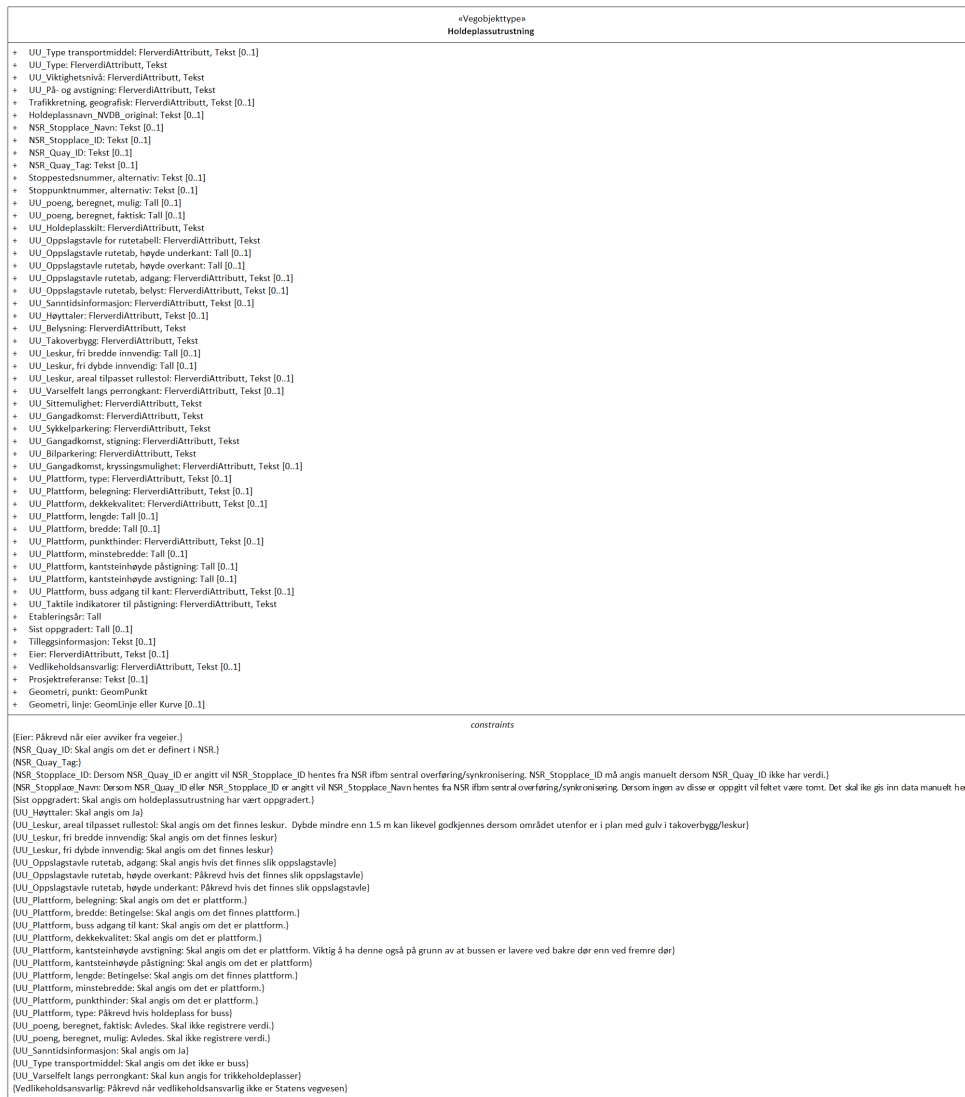 «Vegobjekttype»
Holdeplassutrustning
+ UU_Type transportmiddel: FlerverdiAttributt, Tekst [0..1]
+ UU_Type: FlerverdiAttributt, Tekst
+ UU_Viktighetsnivå: FlerverdiAttributt, Tekst
+ UU_På- og avstigning: FlerverdiAttributt, Tekst
+ Trafikkretning, geografisk: FlerverdiAttributt, Tekst [0..1]
+ Holdeplassnavn_NVDB_original: Tekst [0..1]
+ NSR_Stopplace_Navn: Tekst [0..1]
+ NSR_Stopplace_ID: Tekst [0..1]
+ NSR_Quay_ID: Tekst [0..1]
+ NSR_Quay_Tag: Tekst [0..1]
+ Stoppestedsnummer, alternativ: Tekst [0..1]
+ Stoppunktnummer, alternativ: Tekst [0..1]
+ UU_poeng, beregnet, mulig: Tall [0..1]
+ UU_poeng, beregnet, faktisk: Tall [0..1]
+ UU_Holdeplasskilt: FlerverdiAttributt, Tekst
+ UU_Oppslagstavle for rutetabell: FlerverdiAttributt, Tekst
+ UU_Oppslagstavle rutetab, høyde underkant: Tall [0..1]
+ UU_Oppslagstavle rutetab, høyde overkant: Tall [0..1]
+ UU_Oppslagstavle rutetab, adgang: FlerverdiAttributt, Tekst [0..1]
+ UU_Oppslagstavle rutetab, belyst: FlerverdiAttributt, Tekst [0..1]
+ UU_Sanntidsinformasjon: FlerverdiAttributt, Tekst [0..1]
+ UU_Høyttaler: FlerverdiAttributt, Tekst [0..1]
+ UU_Belysning: FlerverdiAttributt, Tekst
+ UU_Takoverbygg: FlerverdiAttributt, Tekst
+ UU_Leskur, fri bredde innvendig: Tall [0..1]
+ UU_Leskur, fri dybde innvendig: Tall [0..1]
+ UU_Leskur, areal tilpasset rullestol: FlerverdiAttributt, Tekst [0..1]
+ UU_Varselfelt langs perrongkant: FlerverdiAttributt, Tekst [0..1]
+ UU_Sittemulighet: FlerverdiAttributt, Tekst
+ UU_Gangadkomst: FlerverdiAttributt, Tekst
+ UU_Sykkelparkering: FlerverdiAttributt, Tekst
+ UU_Gangadkomst, stigning: FlerverdiAttributt, Tekst
+ UU_Bilparkering: FlerverdiAttributt, Tekst
+ UU_Gangadkomst, kryssingsmulighet: FlerverdiAttributt, Tekst [0..1]
+ UU_Plattform, type: FlerverdiAttributt, Tekst [0..1]
+ UU_Plattform, belegning: FlerverdiAttributt, Tekst [0..1]
+ UU_Plattform, dekkekvalitet: FlerverdiAttributt, Tekst [0..1]
+ UU_Plattform, lengde: Tall [0..1]
+ UU_Plattform, bredde: Tall [0..1]
+ UU_Plattform, punkthinder: FlerverdiAttributt, Tekst [0..1]
+ UU_Plattform, minstebredde: Tall [0..1]
+ UU_Plattform, kantsteinhøyde påstigning: Tall [0..1]
+ UU_Plattform, kantsteinhøyde avstigning: Tall [0..1]
+ UU_Plattform, buss adgang til kant: FlerverdiAttributt, Tekst [0..1]
+ UU_Taktile indikatorer til påstigning: FlerverdiAttributt, Tekst
+ Etableringsår: Tall
+ Sist oppgradert: Tall [0..1]
+ Tilleggsinformasjon: Tekst [0..1]
+ Eier: FlerverdiAttributt, Tekst [0..1]
+ Vedlikeholdsansvarlig: FlerverdiAttributt, Tekst [0..1]
+ Prosjektreferanse: Tekst [0..1]
+ Geometri, punkt: GeomPunkt
+ Geometri, linje: GeomLinje eller Kurve [0..1]
constraints
{Eier: Påkrevd når eier avviker fra vegeier.}
{NSR_Quay_ID: Skal angis om det er definert i NSR.}
{NSR_Quay_Tag:}
{NSR_Stopplace_ID: Dersom NSR_Quay_ID er angitt vil NSR_Stopplace_ID hentes fra NSR ifbm sentral overføring/synkronisering. NSR_Stopplace_ID må angis manuelt dersom NSR_Quay_ID ikke har verdi.}
{NSR_Stopplace_Navn: Dersom NSR_Quay_ID eller NSR_Stopplace_ID er angitt vil NSR_Stopplace_Navn hentes fra NSR ifbm sentral overføring/synkronisering. Dersom ingen av disse er oppgitt vil feltet være tomt. Det skal ike gis inn data manuelt he
{Sist oppgradert: Skal angis om holdeplassutrustning har vært oppgradert.}
{UU_Høyttaler: Skal angis om Ja}
{UU_Leskur, areal tilpasset rullestol: Skal angis om det finnes leskur. Dybde mindre enn 1.5 m kan likevel godkjennes dersom området utenfor er i plan med gulv i takoverbygg/leskur}
{UU_Leskur, fri bredde innvendig: Skal angis om det finnes leskur}
{UU_Leskur, fri dybde innvendig: Skal angis om det finnes leskur}
{UU_Oppslagstavle rutetab, adgang: Skal angis hvis det finnes slik oppslagstavle}
{UU_Oppslagstavle rutetab, høyde overkant: Påkrevd hvis det finnes slik oppslagstavle}
{UU_Oppslagstavle rutetab, høyde underkant: Påkrevd hvis det finnes slik oppslagstavle}
{UU_Plattform, belegning: Skal angis om det er plattform.}
{UU_Plattform, bredde: Betingelse: Skal angis om det finnes plattform.}
{UU_Plattform, buss adgang til kant: Skal angis om det er plattform.}
{UU_Plattform, dekkekvalitet: Skal angis om det er plattform.}
{UU_Plattform, kantsteinhøyde avstigning: Skal angis om det er plattform. Viktig å ha denne også på grunn av at bussen er lavere ved bakre dør enn ved fremre dør}
{UU_Plattform, kantsteinhøyde påstigning: Skal angis om det er plattform}
{UU_Plattform, lengde: Betingelse: Skal angis om det finnes plattform.}
{UU_Plattform, minstebredde: Skal angis om det er plattform.}
{UU_Plattform, punkthinder: Skal angis om det er plattform.}
{UU_Plattform, type: Påkrevd hvis holdeplass for buss}
{UU_poeng, beregnet, faktisk: Avledes. Skal ikke registrere verdi.}
{UU_poeng, beregnet, mulig: Avledes. Skal ikke registrere verdi.}
{UU_Sanntidsinformasjon: Skal angis om Ja}
{UU_Type transportmiddel: Skal angis om det ikke er buss}
{UU_Varselfelt langs perrongkant: Skal kun angis for trikkeholdeplasser}
{Vedlikeholdsansvarlig: Påkrevd når vedlikeholdsansvarlig ikke er Statens vegvesen}